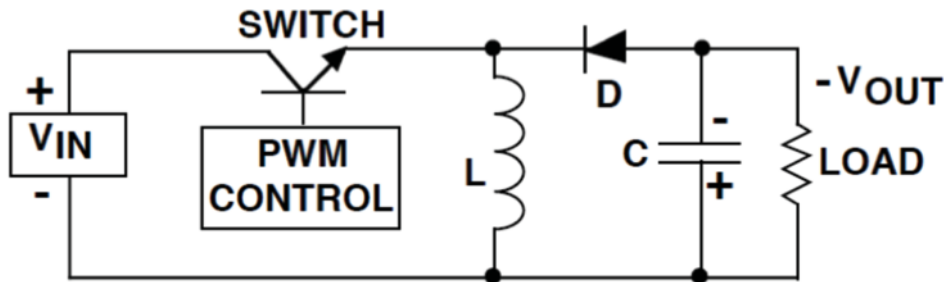 SWITCH
+
VIN
-
PWM
CONTROL
L
D
C
-
+
-VOUT
LOAD